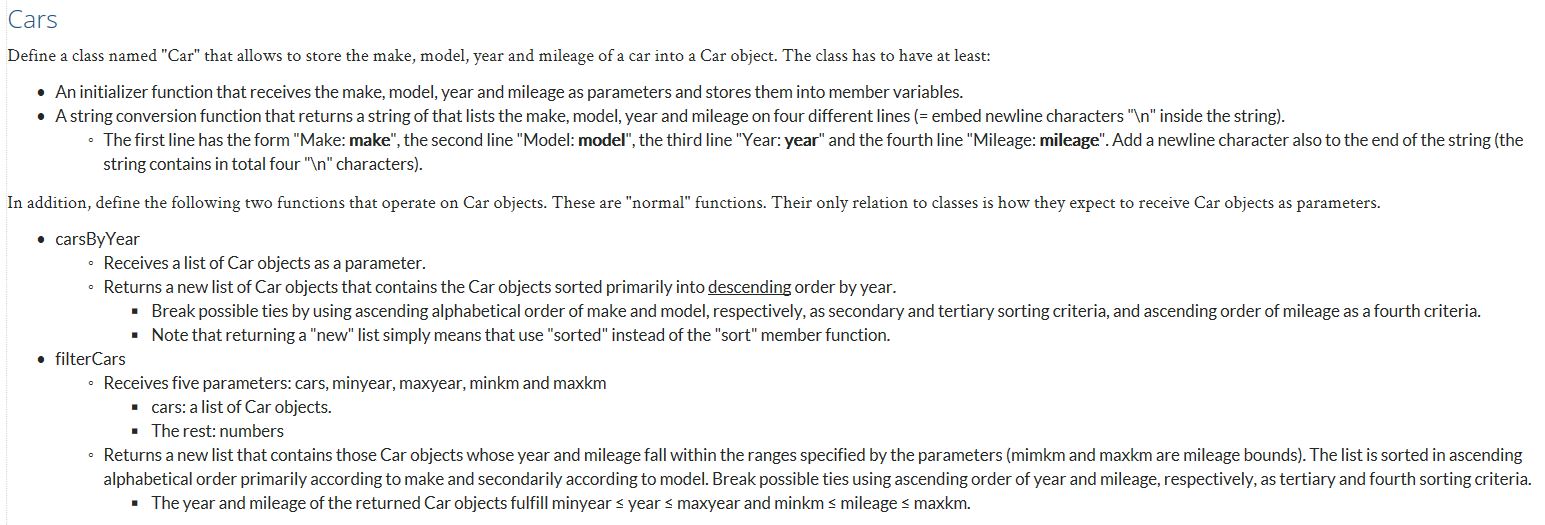 Cars
Define a class named "Car" that allows to store the make, model, year and mileage of a car into a Car object. The class has to have at least:
• An initializer function that receives the make, model, year and mileage as parameters and stores them into member variables.
• A string conversion function that returns a string of that lists the make, model, year and mileage on four different lines (= embed newline characters "\n" inside the string).
◦ The first line has the form "Make: make", the second line "Model: model", the third line "Year: year" and the fourth line "Mileage: mileage". Add a newline character also to the end of the string (the
string contains in total four "\n" characters).
In addition, define the following two functions that operate on Car objects. These are "normal" functions. Their only relation to classes is how they expect to receive Car objects as parameters.
• carsByYear
◦ Receives a list of Car objects as a parameter.
◦ Returns a new list of Car objects that contains the Car objects sorted primarily into descending order by year.
▪ Break possible ties by using ascending alphabetical order of make and model, respectively, as secondary and tertiary sorting criteria, and ascending order of mileage as a fourth criteria.
▪ Note that returning a "new" list simply means that use "sorted" instead of the "sort" member function.
• filterCars
◦ Receives five parameters: cars, minyear, maxyear, minkm and maxkm
▪ cars: a list of Car objects.
▪ The rest: numbers
◦ Returns a new list that contains those Car objects whose year and mileage fall within the ranges specified by the parameters (mimkm and maxkm are mileage bounds). The list is sorted in ascending
alphabetical order primarily according to make and secondarily according to model. Break possible ties using ascending order of year and mileage, respectively, as tertiary and fourth sorting criteria.
▪ The year and mileage of the returned Car objects fulfill minyear ≤ year ≤ maxyear and minkm ≤ mileage ≤ maxkm.